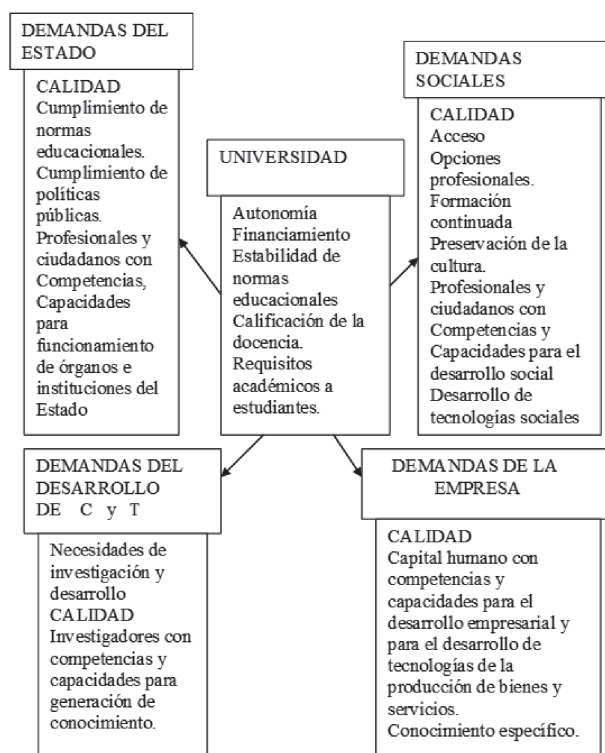 DEMANDAS DEL
ESTADO
CALIDAD
Cumplimiento de
normas
educacionales.
Cumplimiento de
políticas
públicas.
Profesionales y
ciudadanos con
Competencias,
Capacidades
para
funcionamiento
de órganos e
instituciones del
Estado
UNIVERSIDAD
Autonomía
Financiamiento
Estabilidad de
normas
educacionales
Calificación de la
docencia.
Requisitos
académicos a
estudiantes.
DEMANDAS
SOCIALES
CALIDAD
Acceso
Opciones
profesionales.
Formación
continuada
Preservación de la
cultura.
Profesionales y
ciudadanos con
Competencias y
Capacidades para el
desarrollo social
Desarrollo de
tecnologías sociales
DEMANDAS DEL
DESARROLLO
DE C y T
Necesidades de
investigación y
desarrollo
CALIDAD
Investigadores con
competencias y
capacidades para
generación de
conocimiento.
DEMANDAS DE LA
EMPRESA
CALIDAD
Capital humano con
competencias y
capacidades para el
desarrollo empresarial y
para el desarrollo de
tecnologías de la
producción de bienes y
servicios.
Conocimiento específico.